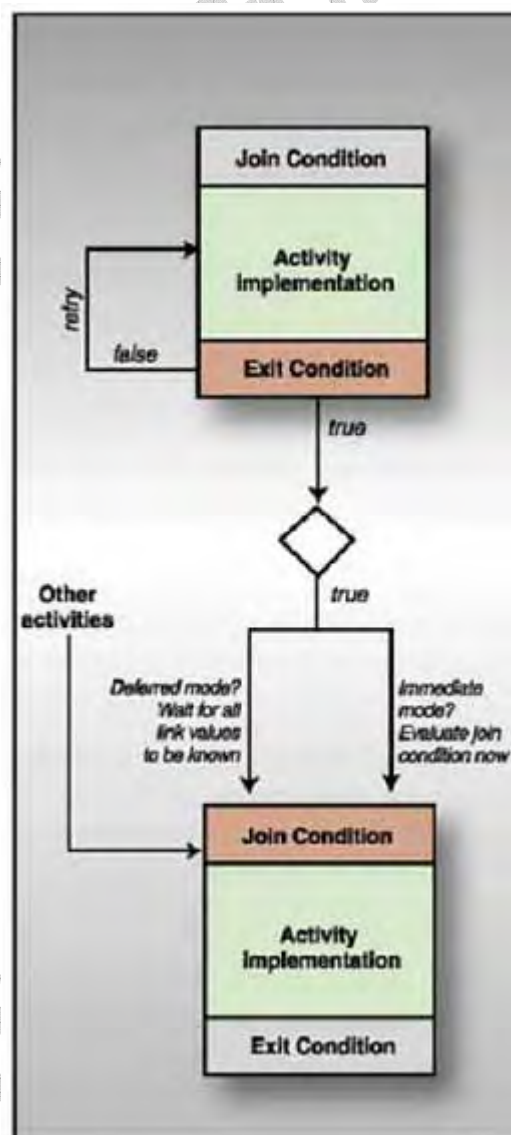 Join Condition
Activity
Implementation
retry
false
Exit Condition
true
true
Other
activities
Deferred mode?
Wait for all
link values
to be known
Immediate
mode?
Evaluate join
condition now
Join Condition
Activity
Implementation
Exit Condition